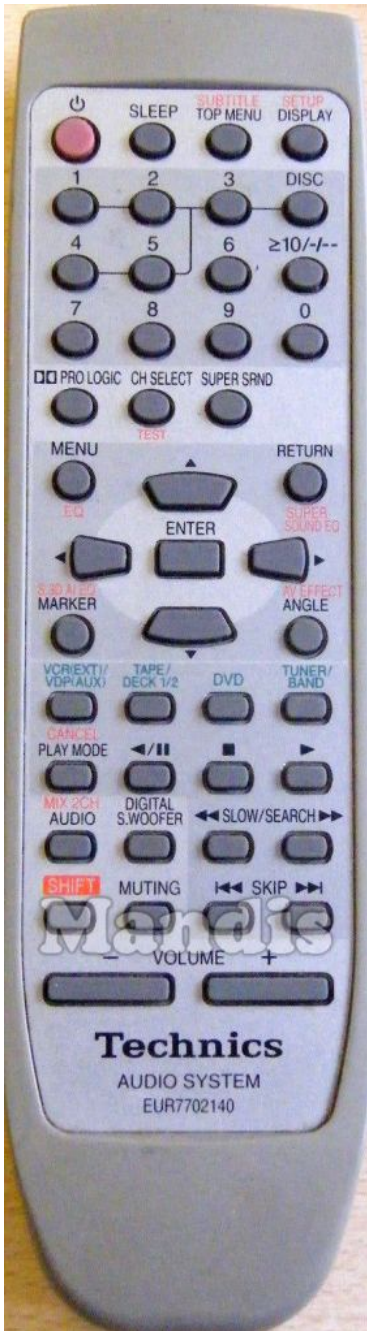 SUBTITLE SETUP
SLEEP TOP MENU DISPLAY
1 2 3 DISC
4 5 6 ≥10/-/--
7 8 9 0
PRO LOGIC CH SELECT SUPER SRND
TEST
MENU RETURN
EQ SUPER
SOUND EQ
ENTER
S.3D AI EQ AV EFFECT
MARKER ANGLE
VCR(EXT)/ TAPE/ DVD TUNER/
VDP(AUX) DECK 1/2 BAND
CANCEL
PLAY MODE
MIX 2CH DIGITAL
AUDIO S.WOOFER SLOW/SEARCH
SHIFT MUTING SKIP
Mandis
− VOLUME +
Technics
AUDIO SYSTEM
EUR7702140